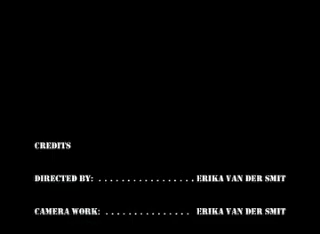 CREDITS
DIRECTED BY: . . . . . . . . . . . . . . . . . ERIKA VAN DER SMIT
CAMERA WORK: . . . . . . . . . . . . . . . ERIKA VAN DER SMIT